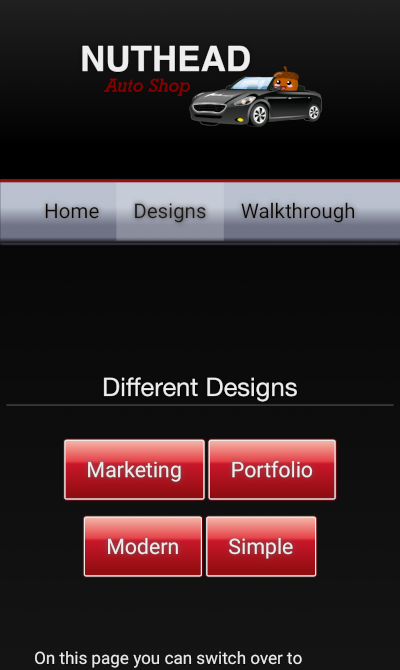 NUTHEAD
Auto Shop
Home Designs Walkthrough
Different Designs
Marketing Portfolio
Modern Simple
On this page you can switch over to